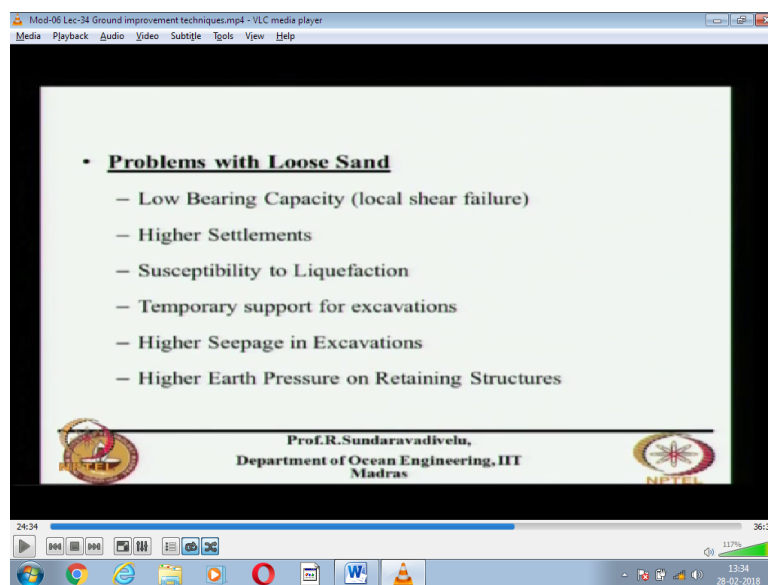 Mod-06 Lec-34 Ground improvement techniques.mp4 - VLC media player
Media Playback Audio Video Subtitle Tools View Help
• Problems with Loose Sand
– Low Bearing Capacity (local shear failure)
– Higher Settlements
– Susceptibility to Liquefaction
– Temporary support for excavations
– Higher Seepage in Excavations
– Higher Earth Pressure on Retaining Structures
Prof.R.Sundaravadivelu,
Department of Ocean Engineering, IIT
Madras
NPTEL
NPTEL
24:34
117%
13:34
28-02-2018